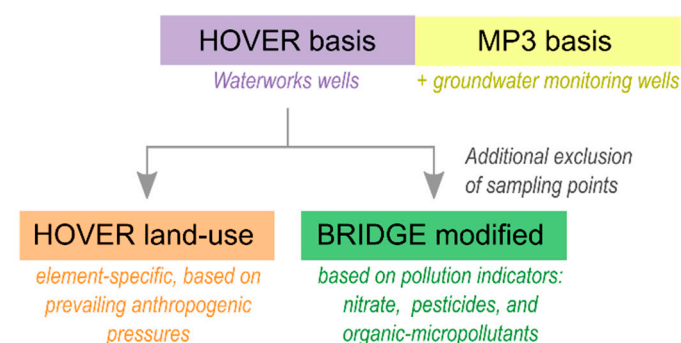 HOVER basis
MP3 basis
Waterworks wells
+ groundwater monitoring wells
Additional exclusion
of sampling points
HOVER land-use
BRIDGE modified
element-specific, based on
prevailing anthropogenic
pressures
based on pollution indicators:
nitrate, pesticides, and
organic-micropollutants